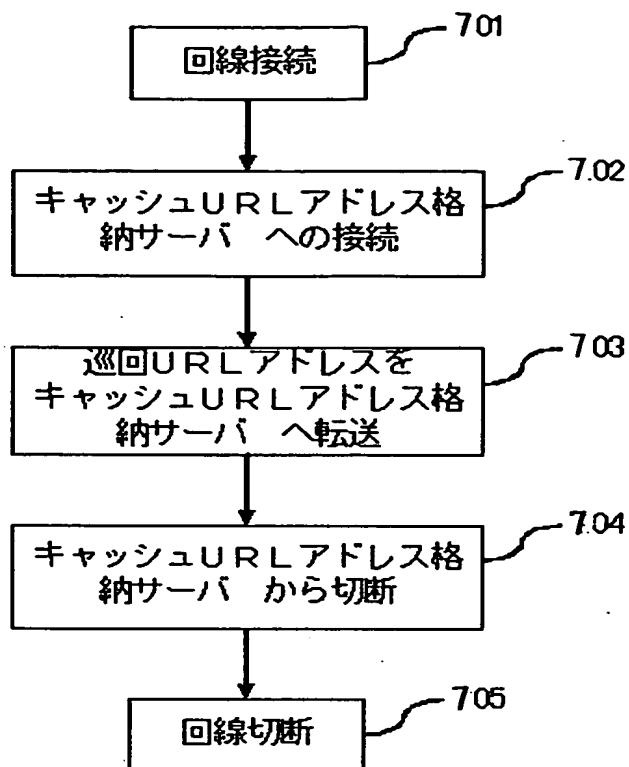 回線接続
701
キャッシュURLアドレス格
納サーバ への接続
702
巡回URLアドレスを
キャッシュURLアドレス格
納サーバ へ転送
703
キャッシュURLアドレス格
納サーバ から切断
704
回線切断
705